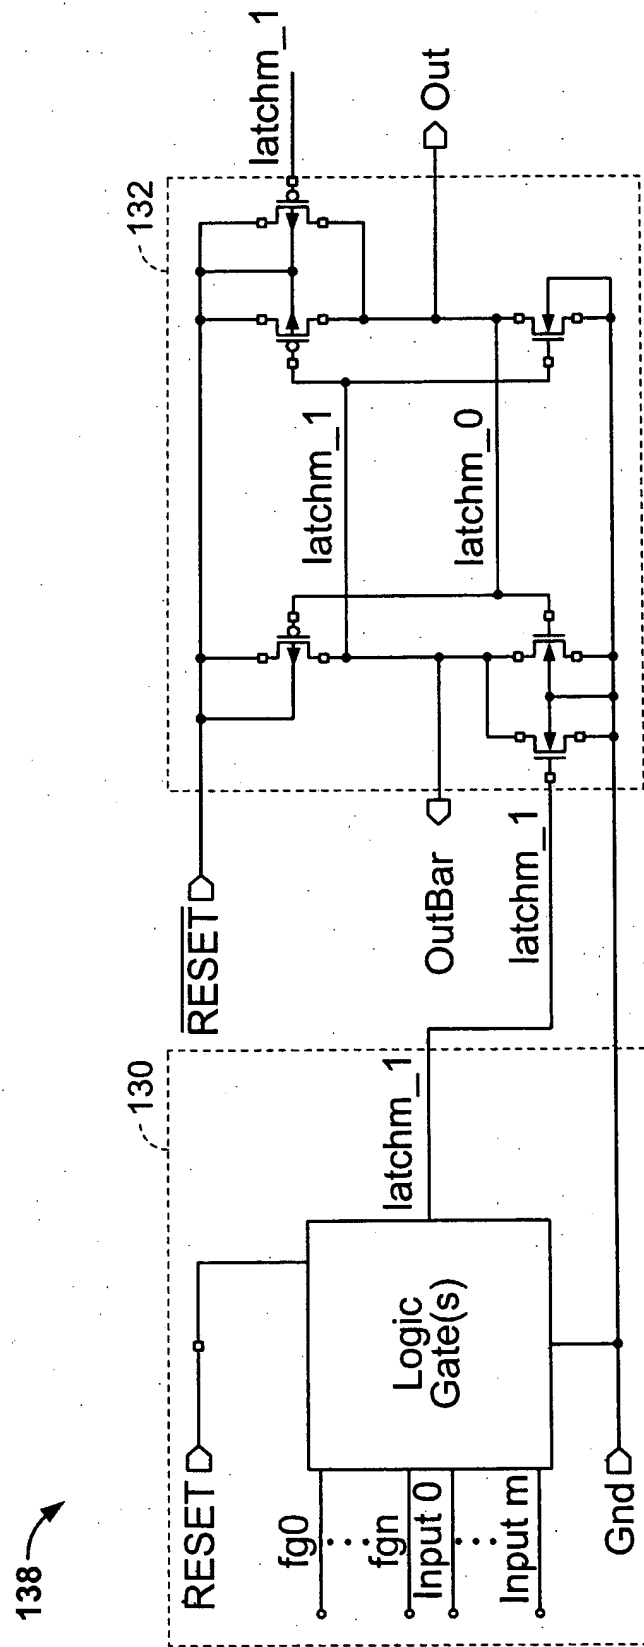 138
130
132
RESET
RESET
fg0
fgn
Input 0
Input m
Gnd
Logic
Gate(s)
latchm_1
latchm_1
OutBar
latchm_1
latchm_0
latchm_1
Out